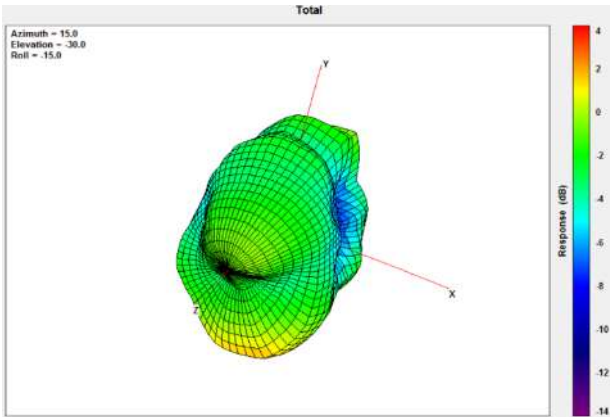 Total
Azimuth = 15.0
Elevation = -30.0
Roll = -15.0
Y
X
Z
Response (dB)
4
2
0
-2
-4
-6
-8
-10
-12
-14